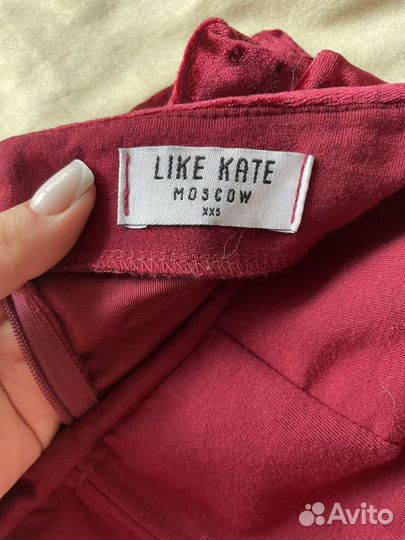 LIKE KATE
MOSCOW
XXS
Avito